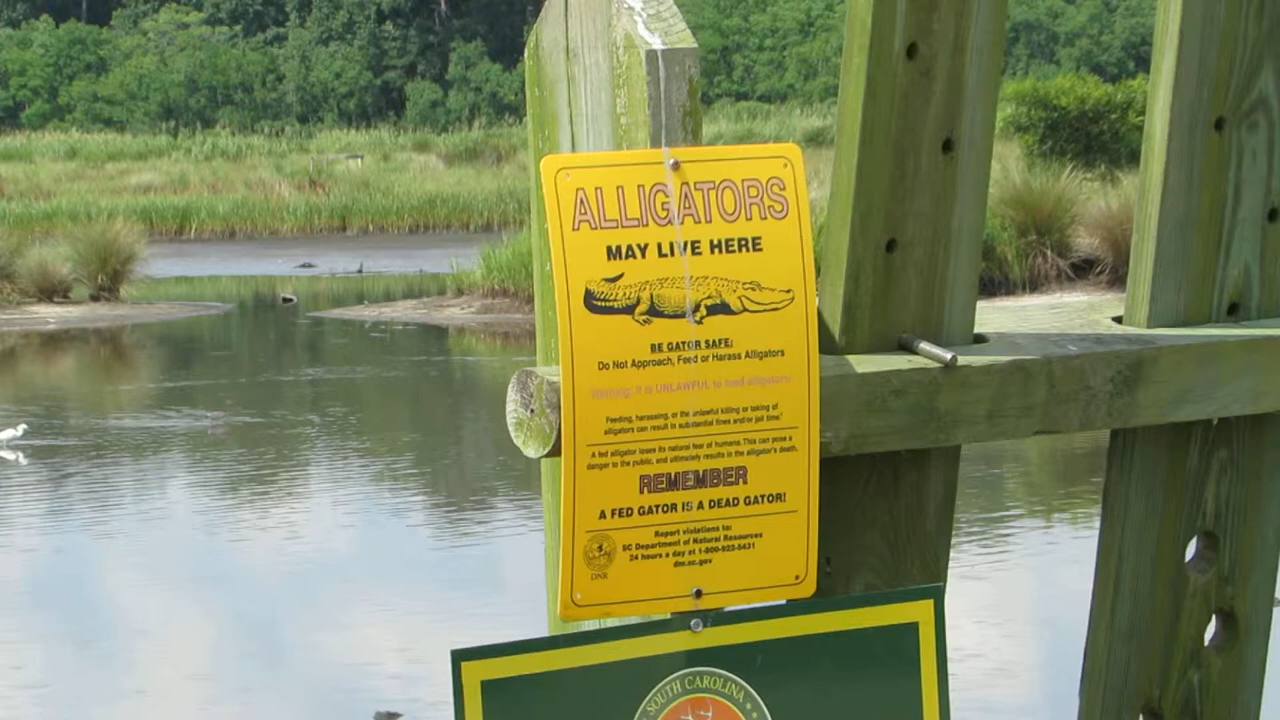 ALLIGATORS
MAY LIVE HERE
BE GATOR SAFE:
Do Not Approach, Feed or Harass Alligators
Warning: It is UNLAWFUL to feed alligators.
Feeding, harassing, or the unlawful killing or taking of
alligators can result in substantial fines and/or jail time.
A fed alligator loses its natural fear of humans. This can pose a
danger to the public, and ultimately results in the alligator's death.
REMEMBER
A FED GATOR IS A DEAD GATOR!
Report violations to:
SC Department of Natural Resources
24 hours a day at 1-800-922-5431
dnr.sc.gov
DNR
SOUTH CAROLINA